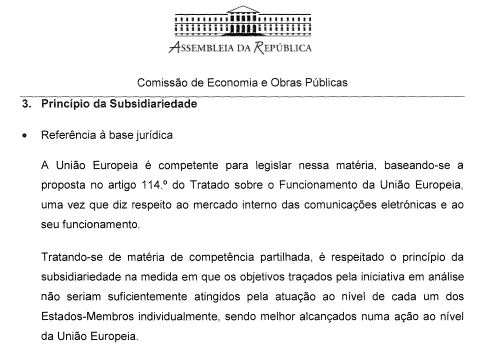 ASSEMBLEIA DA REPÚBLICA
Comissão de Economia e Obras Públicas
3. Princípio da Subsidiariedade
• Referência à base jurídica
A União Europeia é competente para legislar nessa matéria, baseando-se a
proposta no artigo 114.º do Tratado sobre o Funcionamento da União Europeia,
uma vez que diz respeito ao mercado interno das comunicações eletrónicas e ao
seu funcionamento.
Tratando-se de matéria de competência partilhada, é respeitado o princípio da
subsidiariedade na medida em que os objetivos traçados pela iniciativa em análise
não seriam suficientemente atingidos pela atuação ao nível de cada um dos
Estados-Membros individualmente, sendo melhor alcançados numa ação ao nível
da União Europeia.